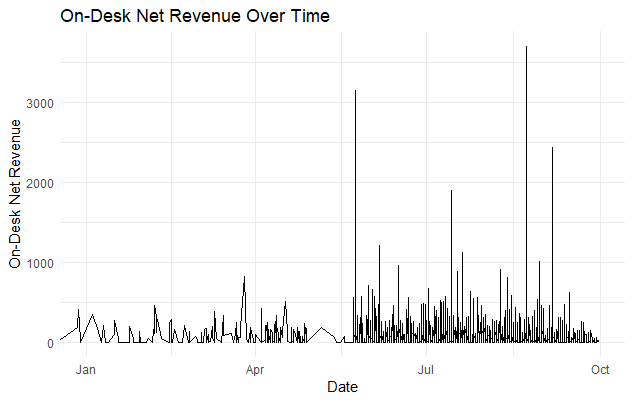 On-Desk Net Revenue Over Time
On-Desk Net Revenue
3000
2000
1000
0
Jan Apr Jul Oct
Date